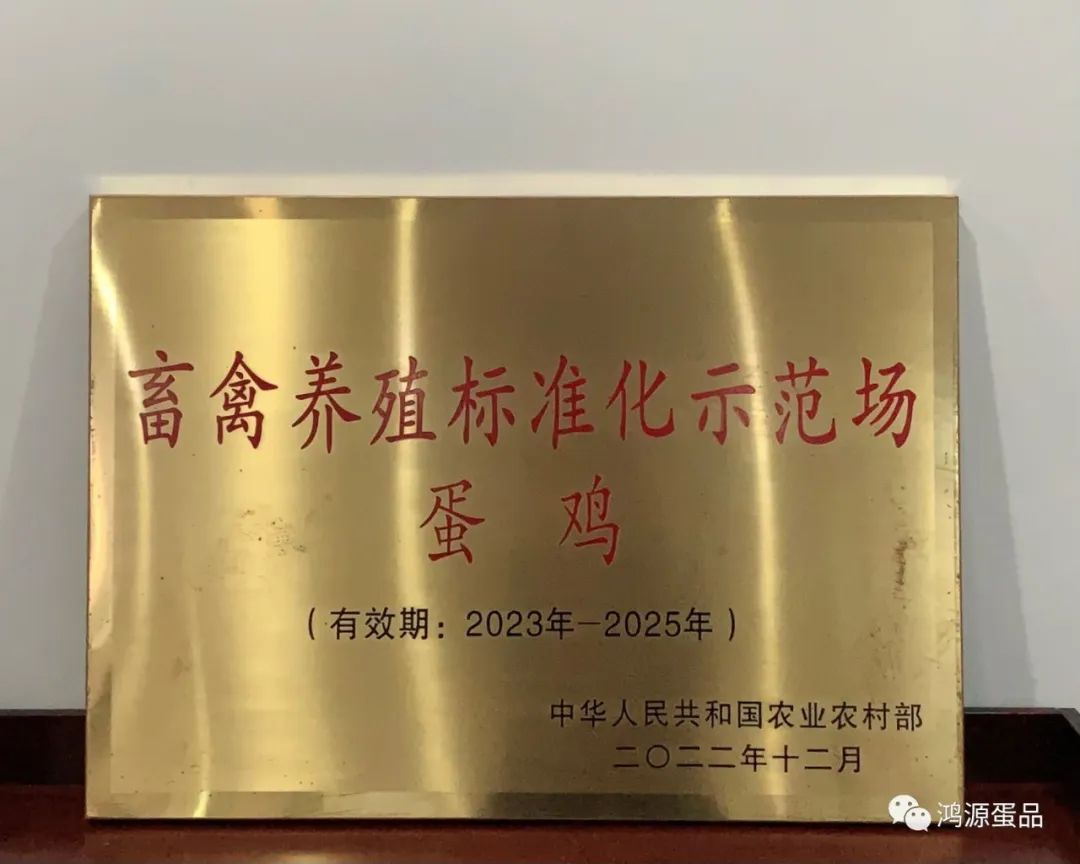 畜禽养殖标准化示范场
蛋鸡
（有效期：2023年-2025年）
中华人民共和国农业农村部
二〇二二年十二月
鸿源蛋品